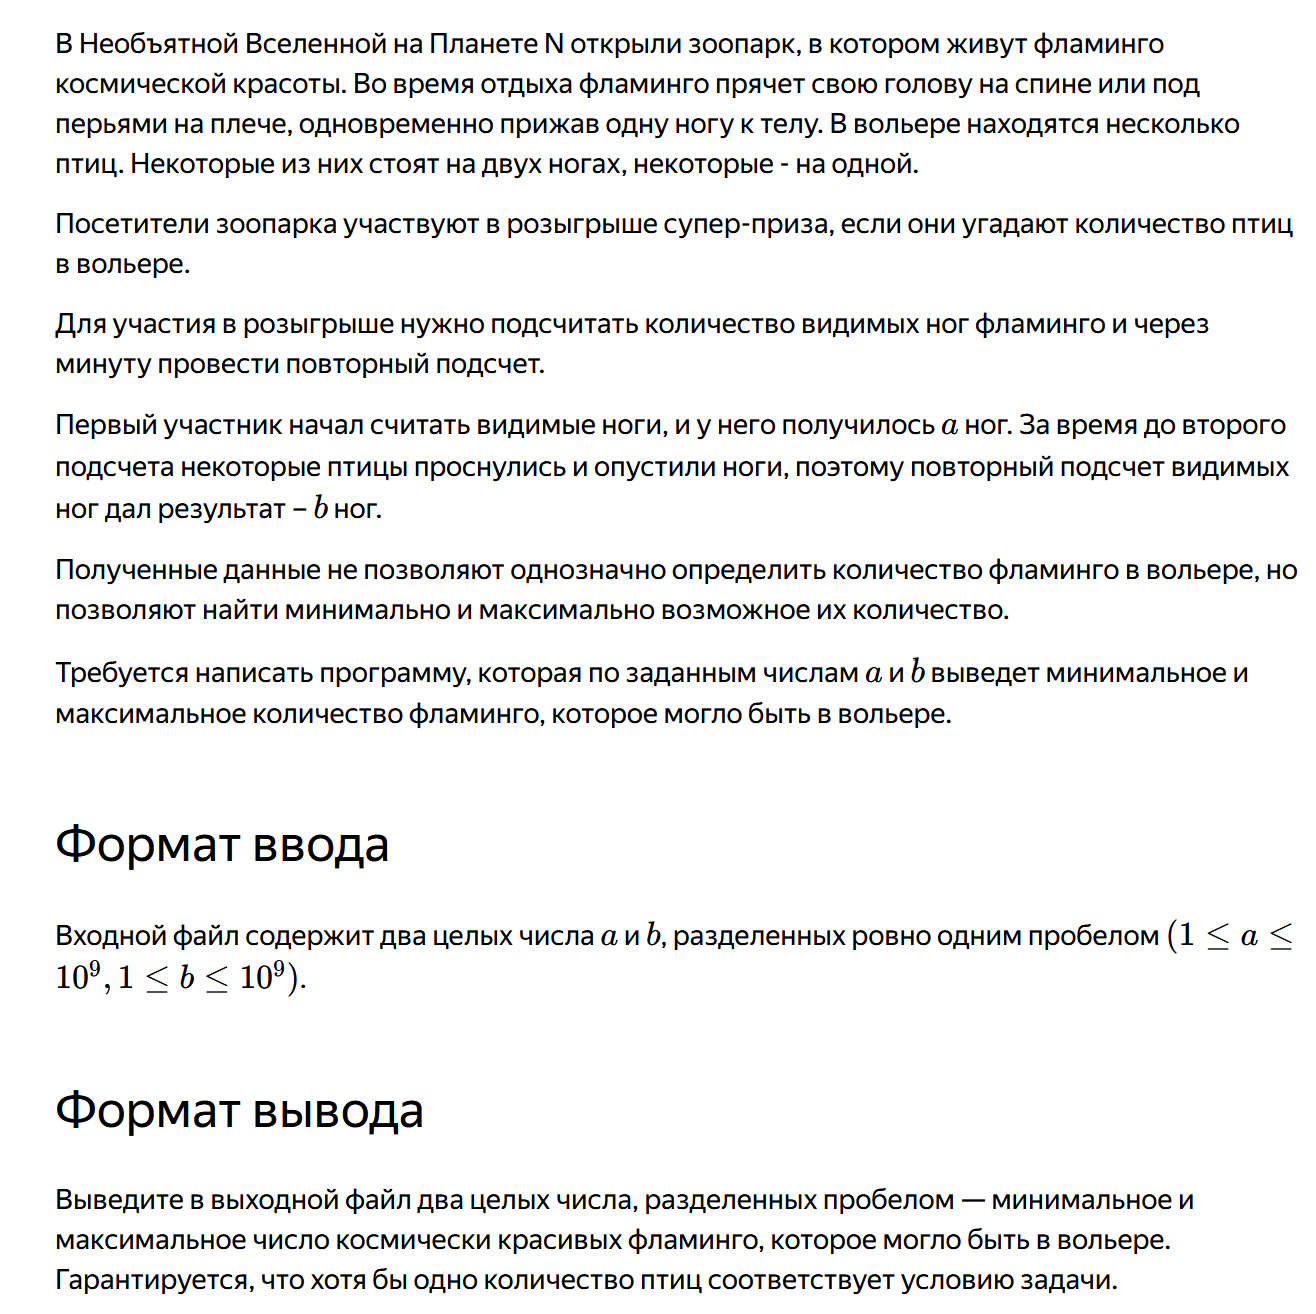 В Необъятной Вселенной на Планете N открыли зоопарк, в котором живут фламинго
космической красоты. Во время отдыха фламинго прячет свою голову на спине или под
перьями на плече, одновременно прижав одну ногу к телу. В вольере находятся несколько
птиц. Некоторые из них стоят на двух ногах, некоторые - на одной.
Посетители зоопарка участвуют в розыгрыше супер-приза, если они угадают количество птиц
в вольере.
Для участия в розыгрыше нужно подсчитать количество видимых ног фламинго и через
минуту провести повторный подсчет.
Первый участник начал считать видимые ноги, и у него получилось a ног. За время до второго
подсчета некоторые птицы проснулись и опустили ноги, поэтому повторный подсчет видимых
ног дал результат – b ног.
Полученные данные не позволяют однозначно определить количество фламинго в вольере, но
позволяют найти минимально и максимально возможное их количество.
Требуется написать программу, которая по заданным числам a и b выведет минимальное и
максимальное количество фламинго, которое могло быть в вольере.
Формат ввода
Входной файл содержит два целых числа a и b, разделенных ровно одним пробелом (1 ≤ a ≤
10⁹, 1 ≤ b ≤ 10⁹).
Формат вывода
Выведите в выходной файл два целых числа, разделенных пробелом — минимальное и
максимальное число космически красивых фламинго, которое могло быть в вольере.
Гарантируется, что хотя бы одно количество птиц соответствует условию задачи.